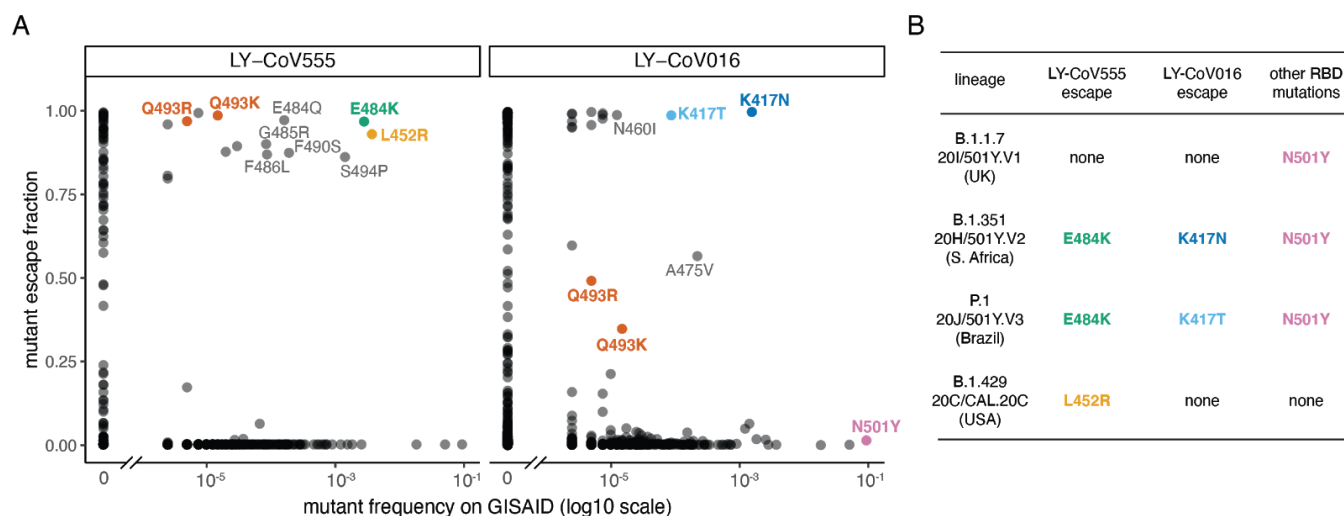 A
LY−CoV555
LY−CoV016
mutant escape fraction
1.00
0.75
0.50
0.25
0.00
Q493R
Q493K
E484Q
E484K
G485R
L452R
F490S
F486L
S494P
K417N
K417T
N460I
A475V
Q493R
Q493K
N501Y
0
10-5
10-3
10-1
0
10-5
10-3
10-1
mutant frequency on GISAID (log10 scale)
B
lineage
LY-CoV555 escape
LY-CoV016 escape
other RBD mutations
B.1.1.7
20I/501Y.V1
(UK)
none
none
N501Y
B.1.351
20H/501Y.V2
(S. Africa)
E484K
K417N
N501Y
P.1
20J/501Y.V3
(Brazil)
E484K
K417T
N501Y
B.1.429
20C/CAL.20C
(USA)
L452R
none
none